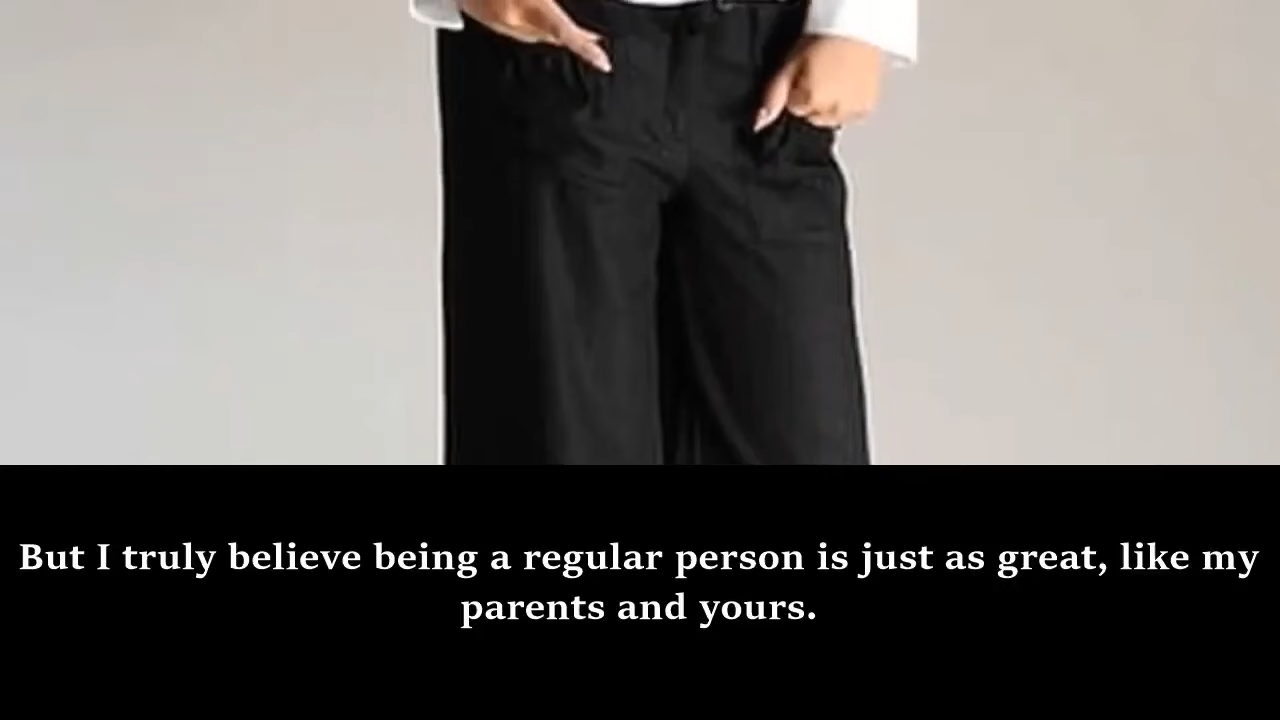 But I truly believe being a regular person is just as great, like my
parents and yours.